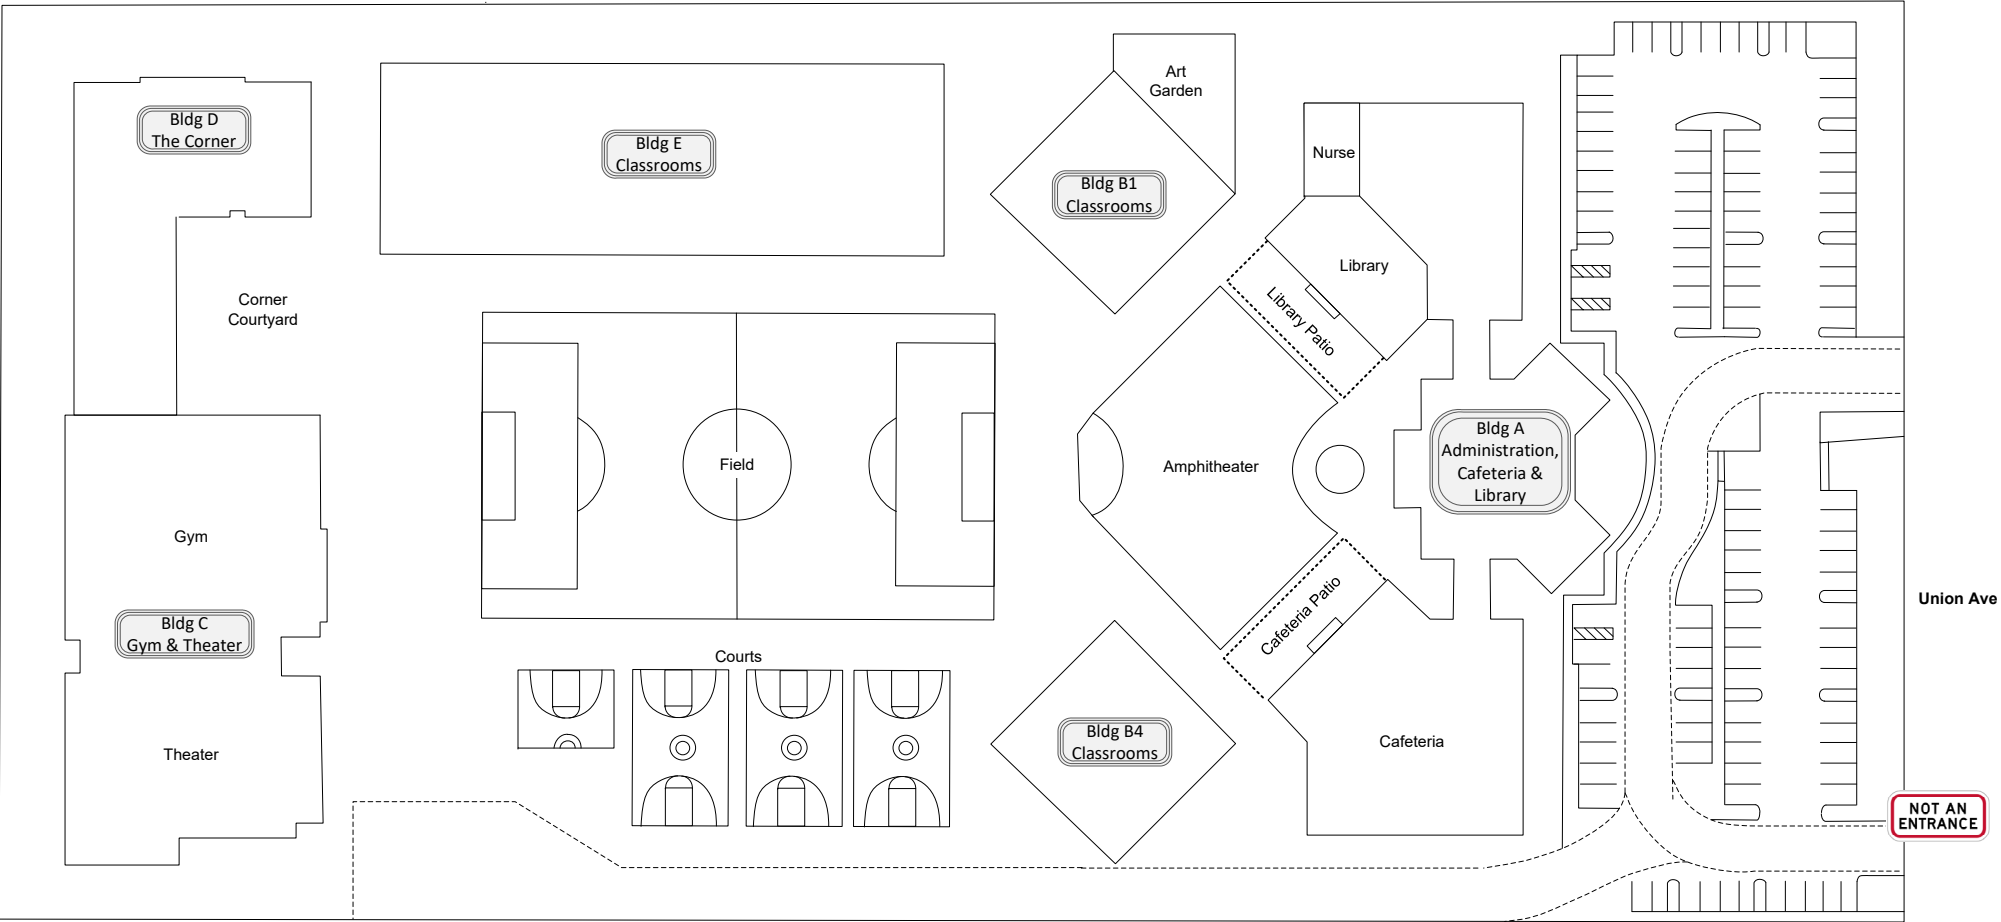 Art
Garden
Bldg D
The Corner
Bldg E
Classrooms
Nurse
Bldg B1
Classrooms
Library
Corner
Courtyard
Library Patio
Bldg A
Administration,
Cafeteria &
Library
Field
Amphitheater
Gym
Union Ave
Cafeteria Patio
Bldg C
Gym & Theater
Courts
Bldg B4
Classrooms
Cafeteria
Theater
NOT AN
ENTRANCE